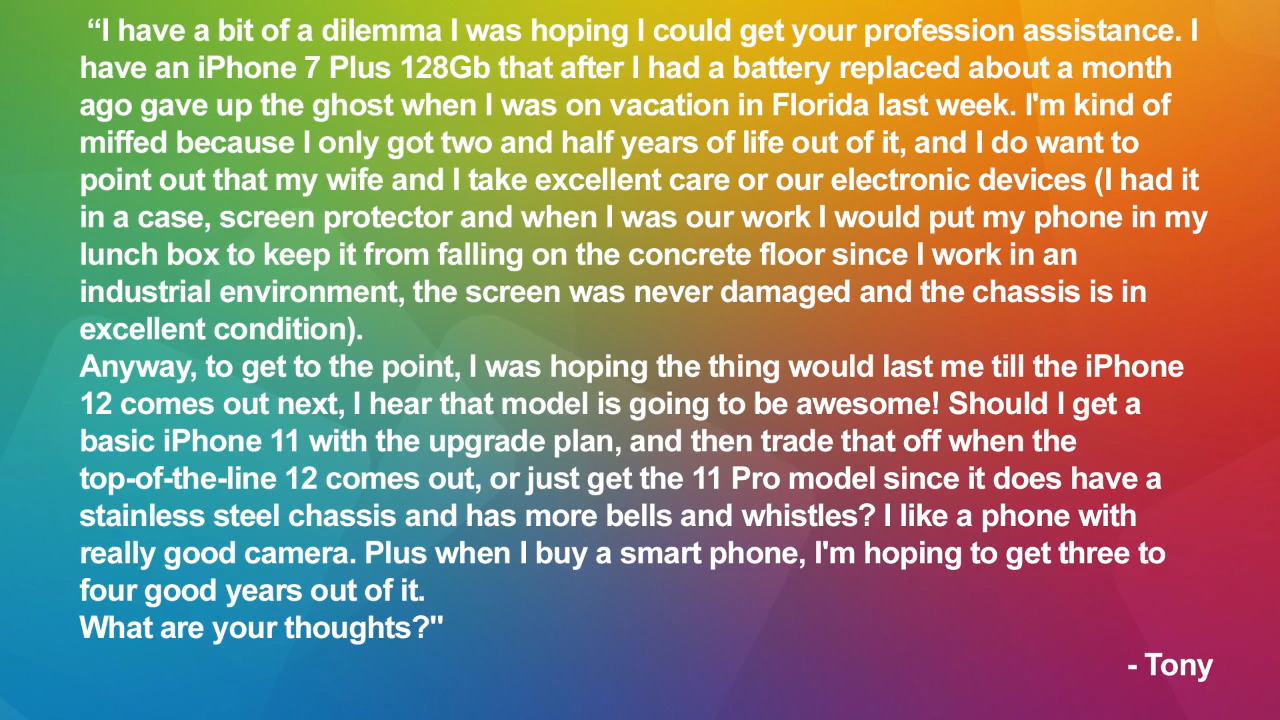 “I have a bit of a dilemma I was hoping I could get your profession assistance. I
have an iPhone 7 Plus 128Gb that after I had a battery replaced about a month
ago gave up the ghost when I was on vacation in Florida last week. I'm kind of
miffed because I only got two and half years of life out of it, and I do want to
point out that my wife and I take excellent care or our electronic devices (I had it
in a case, screen protector and when I was our work I would put my phone in my
lunch box to keep it from falling on the concrete floor since I work in an
industrial environment, the screen was never damaged and the chassis is in
excellent condition).
Anyway, to get to the point, I was hoping the thing would last me till the iPhone
12 comes out next, I hear that model is going to be awesome! Should I get a
basic iPhone 11 with the upgrade plan, and then trade that off when the
top-of-the-line 12 comes out, or just get the 11 Pro model since it does have a
stainless steel chassis and has more bells and whistles? I like a phone with
really good camera. Plus when I buy a smart phone, I'm hoping to get three to
four good years out of it.
What are your thoughts?"
- Tony